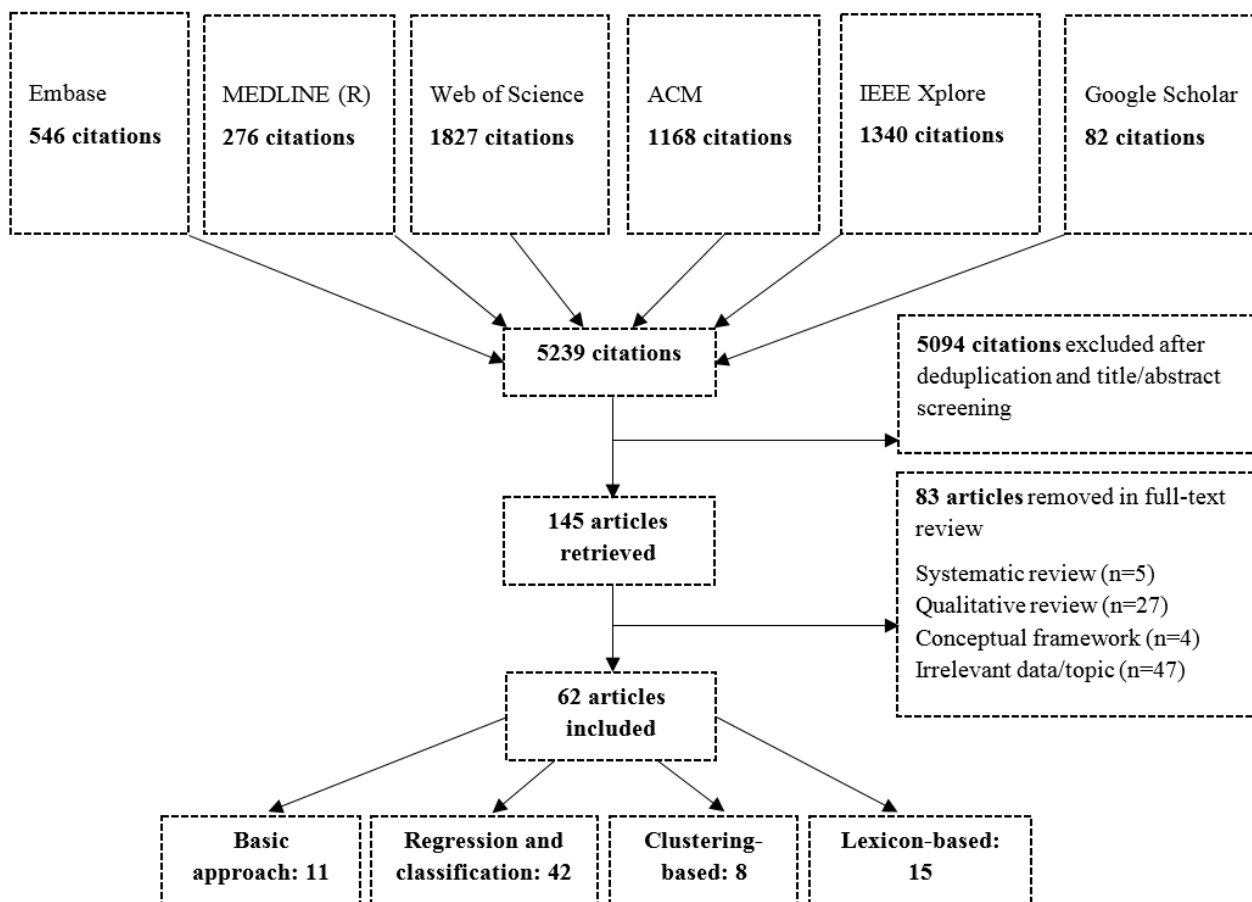 Embase
546 citations
MEDLINE (R)
276 citations
Web of Science
1827 citations
ACM
1168 citations
IEEE Xplore
1340 citations
Google Scholar
82 citations
5239 citations
5094 citations excluded after
deduplication and title/abstract
screening
145 articles
retrieved
83 articles removed in full-text
review
Systematic review (n=5)
Qualitative review (n=27)
Conceptual framework (n=4)
Irrelevant data/topic (n=47)
62 articles
included
Basic
approach: 11
Regression and
classification: 42
Clustering-
based: 8
Lexicon-based:
15